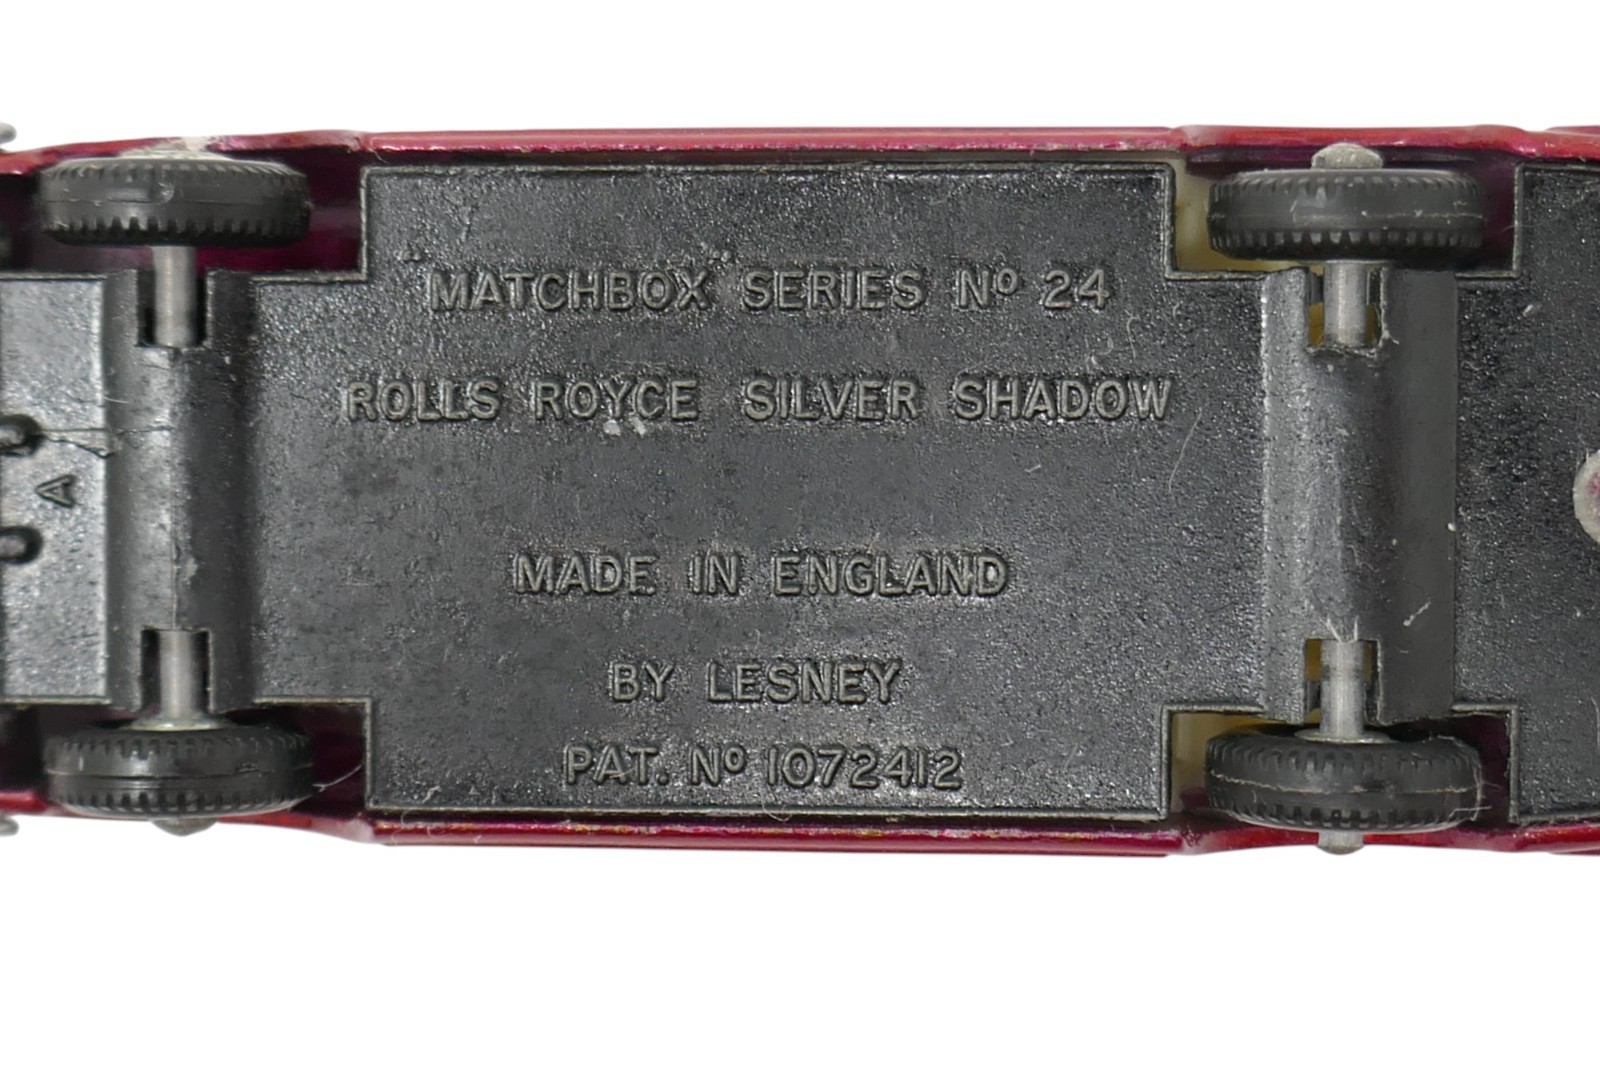 "MATCHBOX" SERIES Nº 24
ROLLS ROYCE SILVER SHADOW
MADE IN ENGLAND
BY LESNEY
PAT. Nº 1072412
A